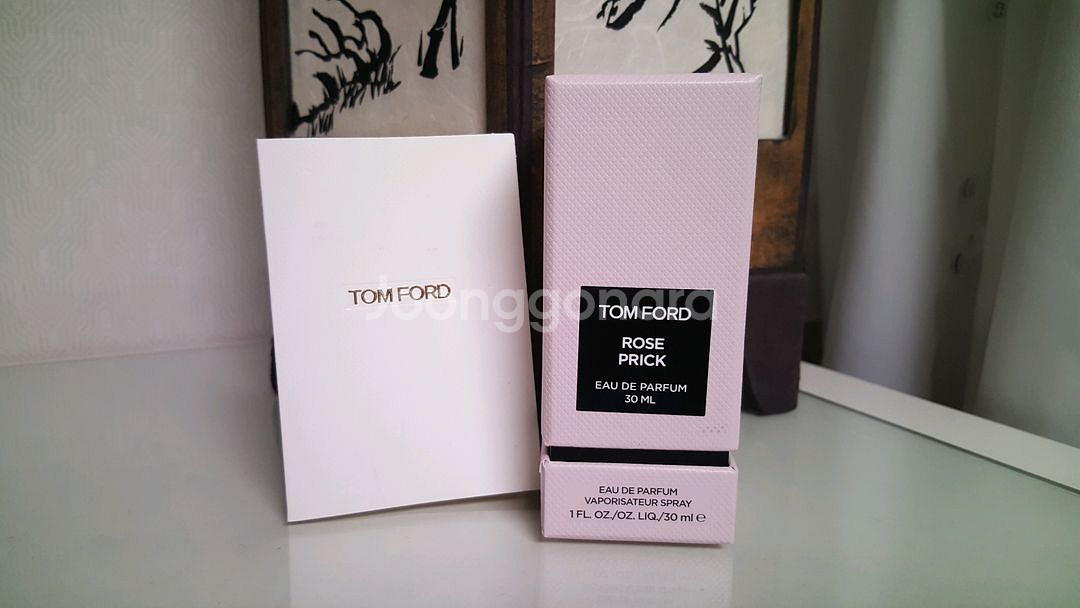 TOM FORD
Joonggonara
TOM FORD
ROSE
PRICK
EAU DE PARFUM
30 ML
EAU DE PARFUM
VAPORISATEUR SPRAY
1 FL. OZ./OZ. LIQ./30 ml ℮